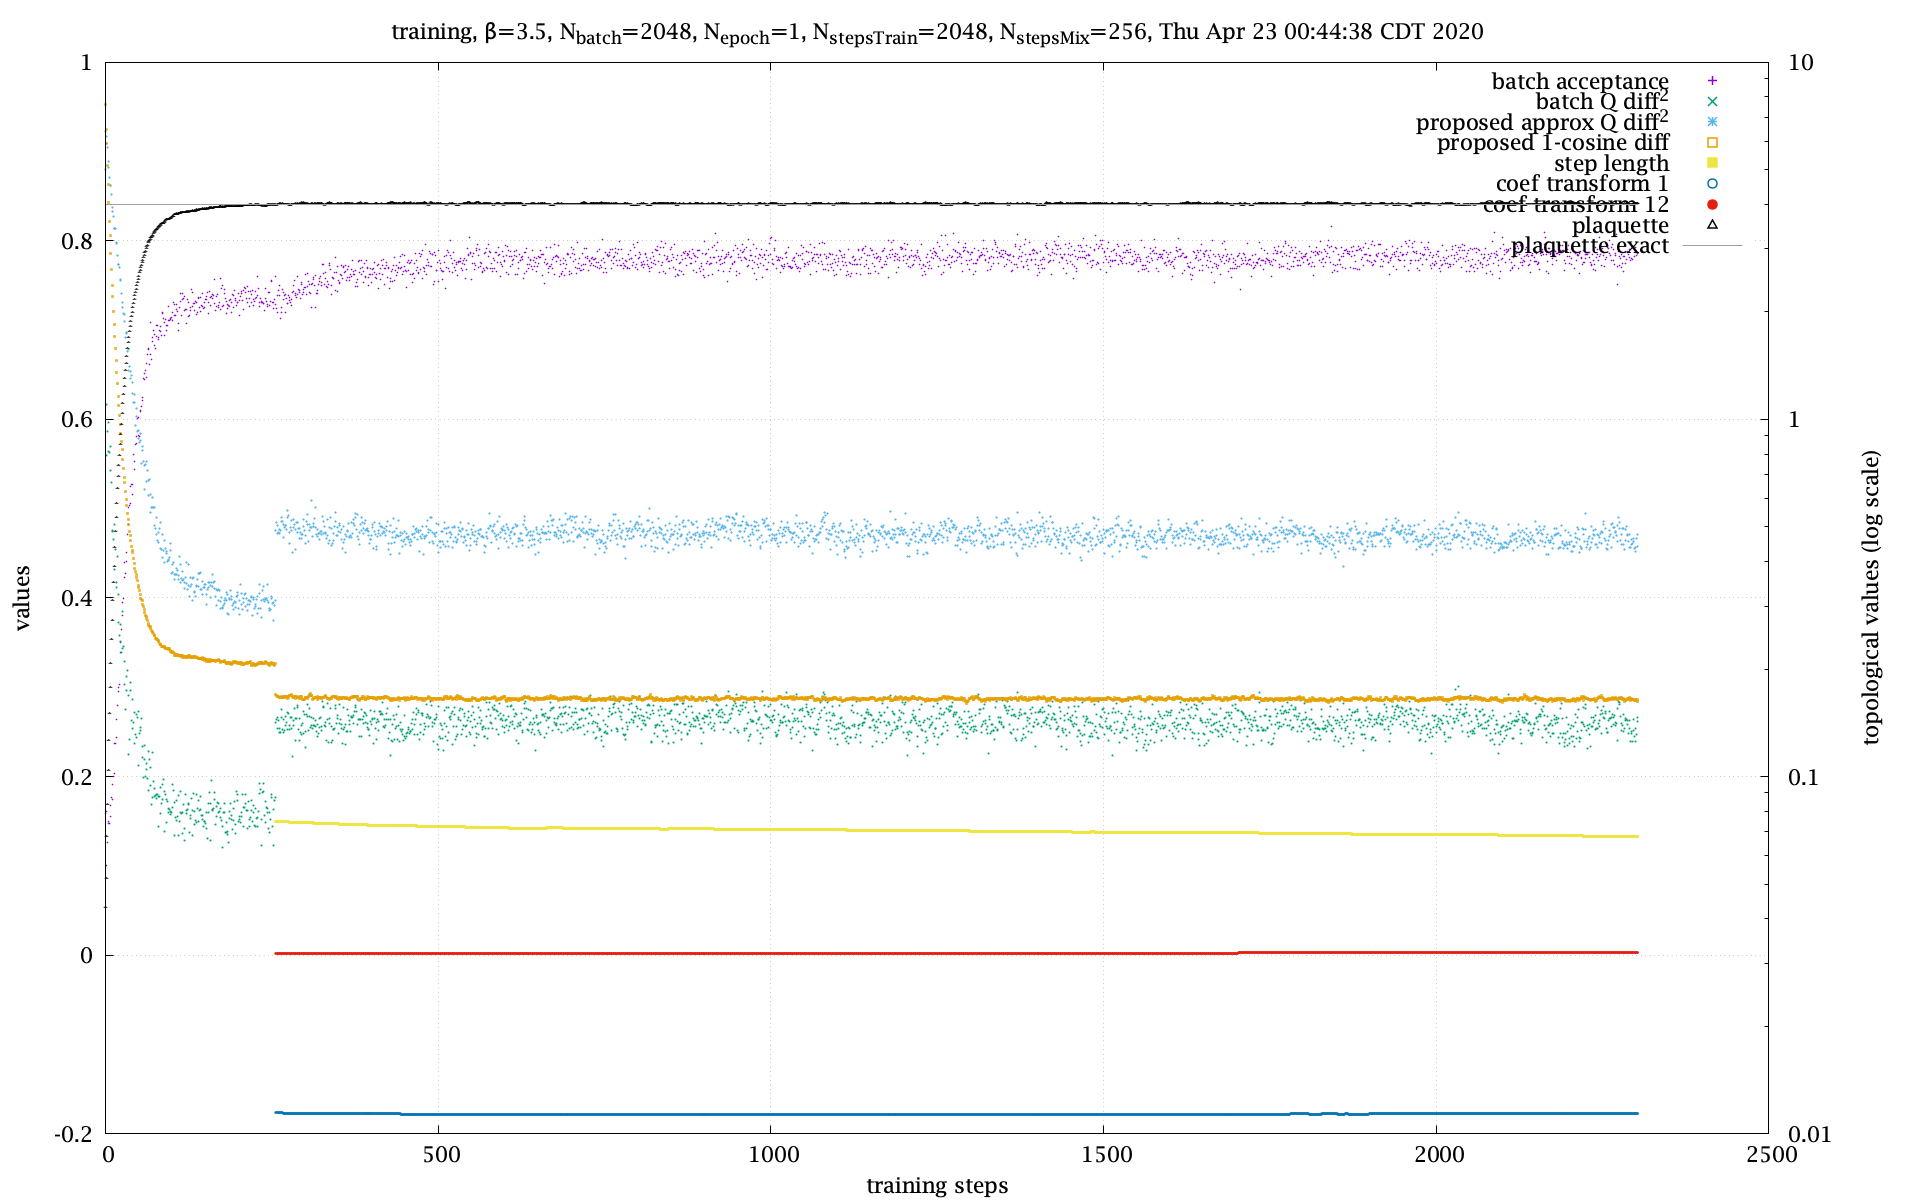 training, β=3.5, N_batch=2048, N_epoch=1, N_stepsTrain=2048, N_stepsMix=256, Thu Apr 23 00:44:38 CDT 2020
batch acceptance
batch Q diff²
proposed approx Q diff²
proposed 1-cosine diff
step length
coef transform 1
coef transform 12
plaquette
plaquette exact
1
0.8
0.6
0.4
0.2
0
-0.2
values
10
1
0.1
0.01
topological values (log scale)
0 500 1000 1500 2000 2500
training steps